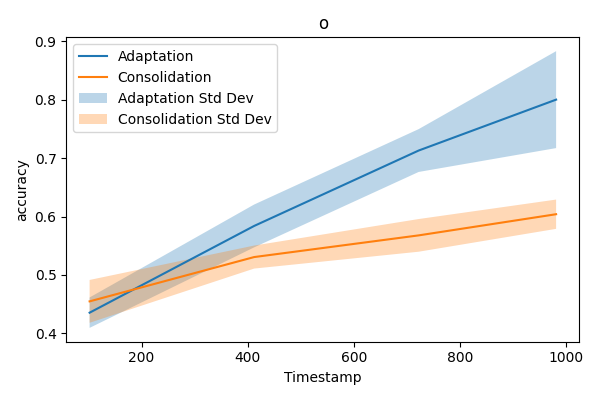 o
0.9
0.8
0.7
0.6
0.5
0.4
accuracy
Adaptation
Consolidation
Adaptation Std Dev
Consolidation Std Dev
200
400
600
800
1000
Timestamp